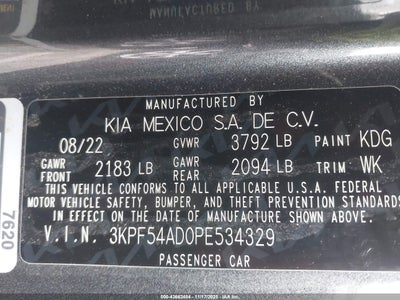 MANUFACTURED BY
KIA MEXICO S.A. DE C.V.
08/22 GVWR 3792 LB PAINT KDG
GAWR FRONT 2183 LB GAWR REAR 2094 LB TRIM WK
THIS VEHICLE CONFORMS TO ALL APPLICABLE U.S.A. FEDERAL
MOTOR VEHICLE SAFETY, BUMPER, AND THEFT PREVENTION STANDARDS
IN EFFECT ON THE DATE OF MANUFACTURE SHOWN ABOVE.
V.I.N. 3KPF54AD0PE534329
PASSENGER CAR
7620